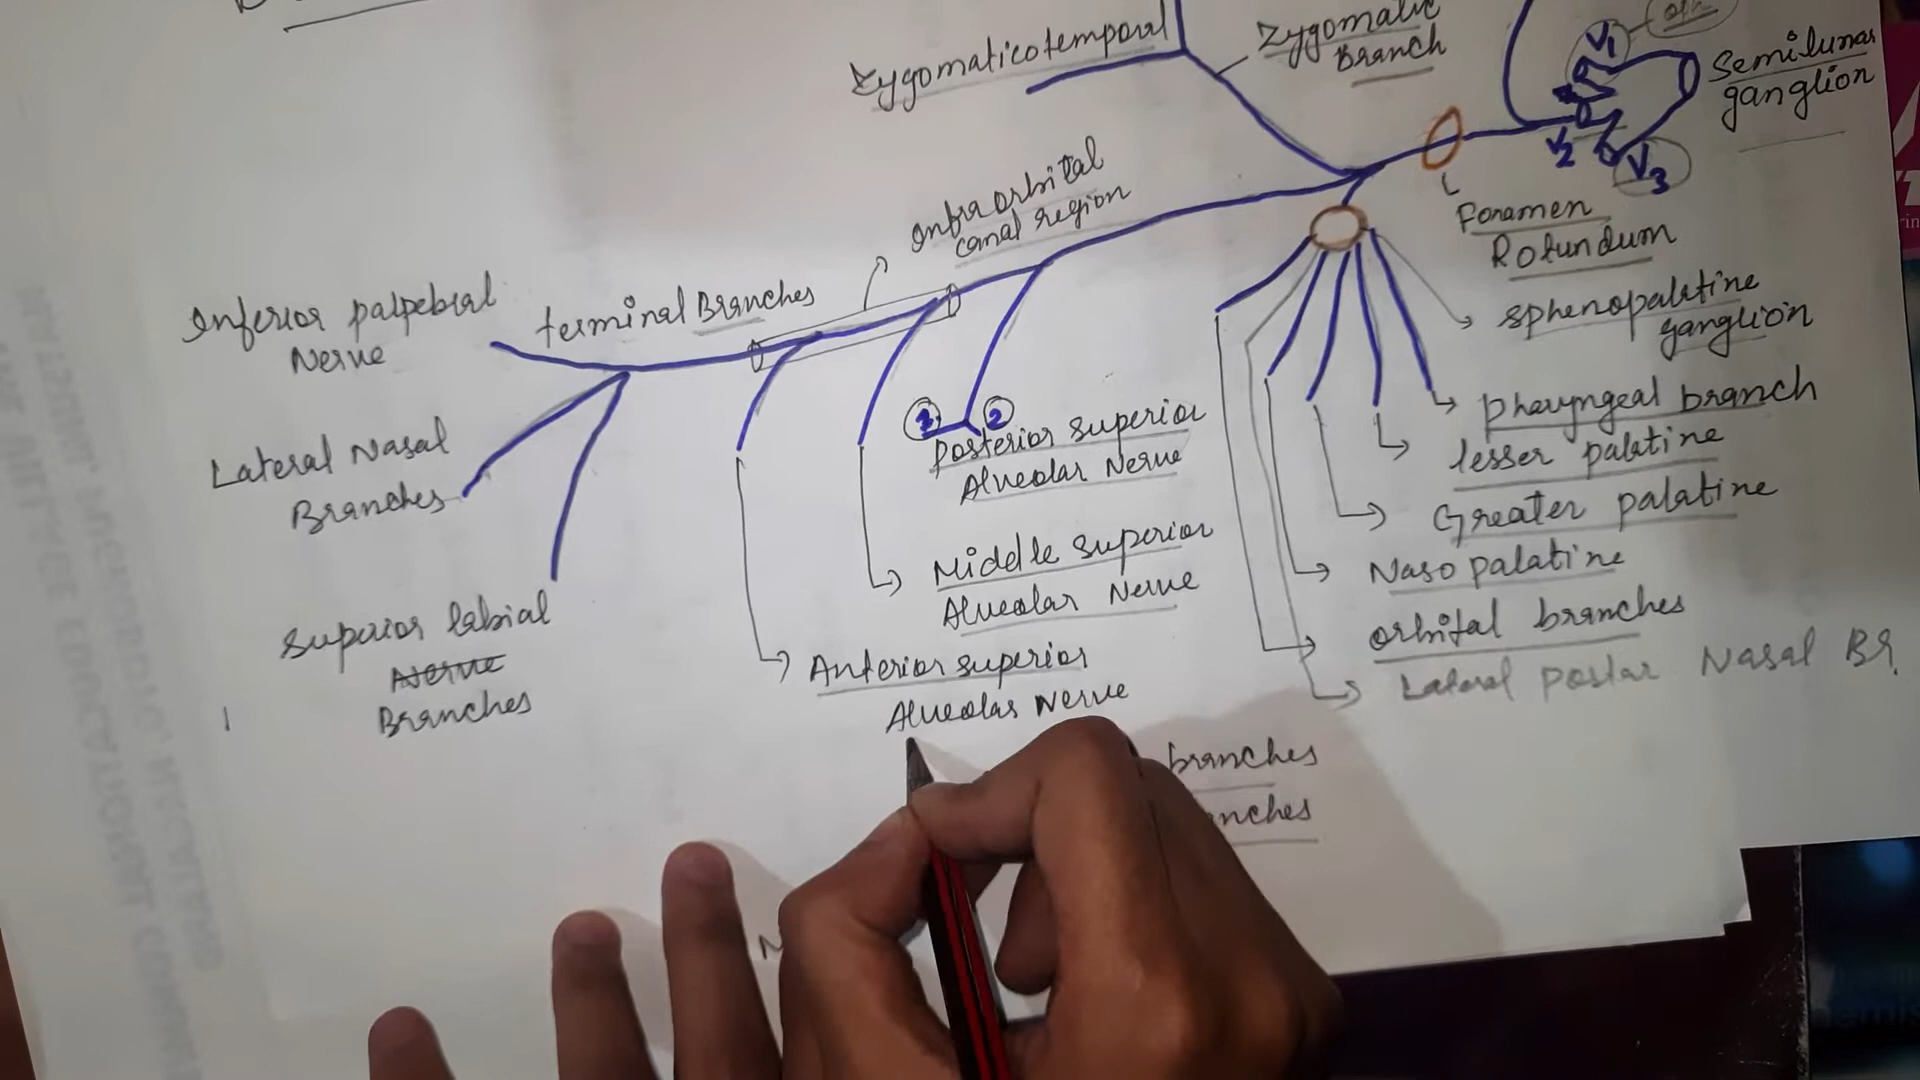 Zygomaticotemporal
Zygomatic
Branch
V1
oph
Semilunar
ganglion
V2
V3
Infra orbital
canal region
Foramen
Rotundum
Inferior palpebral
Nerve
terminal Branches
sphenopalatine
ganglion
pharyngeal branch
lesser palatine
Greater palatine
Naso palatine
orbital branches
Lateral postar Nasal BR.
2
Posterior superior
Alveolar Nerve
Lateral Nasal
Branches
Middle superior
Alveolar Nerve
superior labial
Nerve
Branches
Anterior superior
Alveolar Nerve
branches